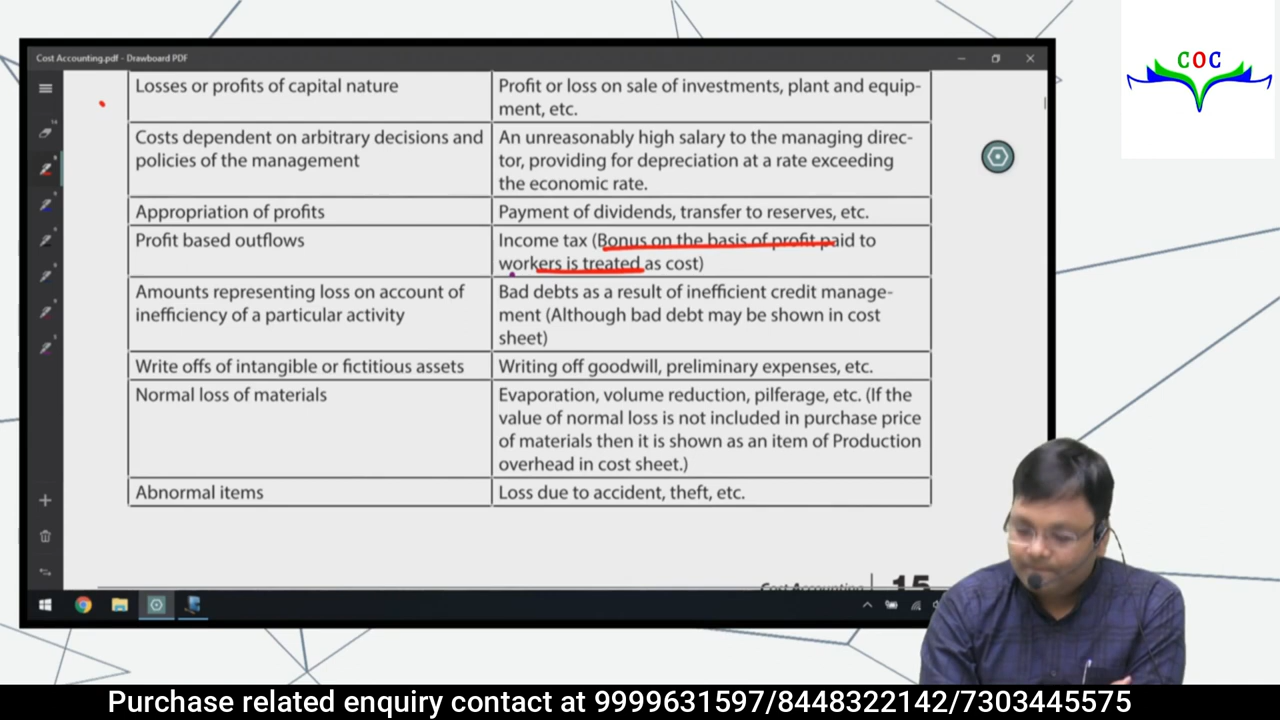 COC
Cost Accounting.pdf - Drawboard PDF
Losses or profits of capital nature
Profit or loss on sale of investments, plant and equip-
ment, etc.
Costs dependent on arbitrary decisions and
policies of the management
An unreasonably high salary to the managing direc-
tor, providing for depreciation at a rate exceeding
the economic rate.
Appropriation of profits
Payment of dividends, transfer to reserves, etc.
Profit based outflows
Income tax (Bonus on the basis of profit paid to
workers is treated as cost)
Amounts representing loss on account of
inefficiency of a particular activity
Bad debts as a result of inefficient credit manage-
ment (Although bad debt may be shown in cost
sheet)
Write offs of intangible or fictitious assets
Writing off goodwill, preliminary expenses, etc.
Normal loss of materials
Evaporation, volume reduction, pilferage, etc. (If the
value of normal loss is not included in purchase price
of materials then it is shown as an item of Production
overhead in cost sheet.)
Abnormal items
Loss due to accident, theft, etc.
Cost Accounting 15
Purchase related enquiry contact at 9999631597/8448322142/7303445575